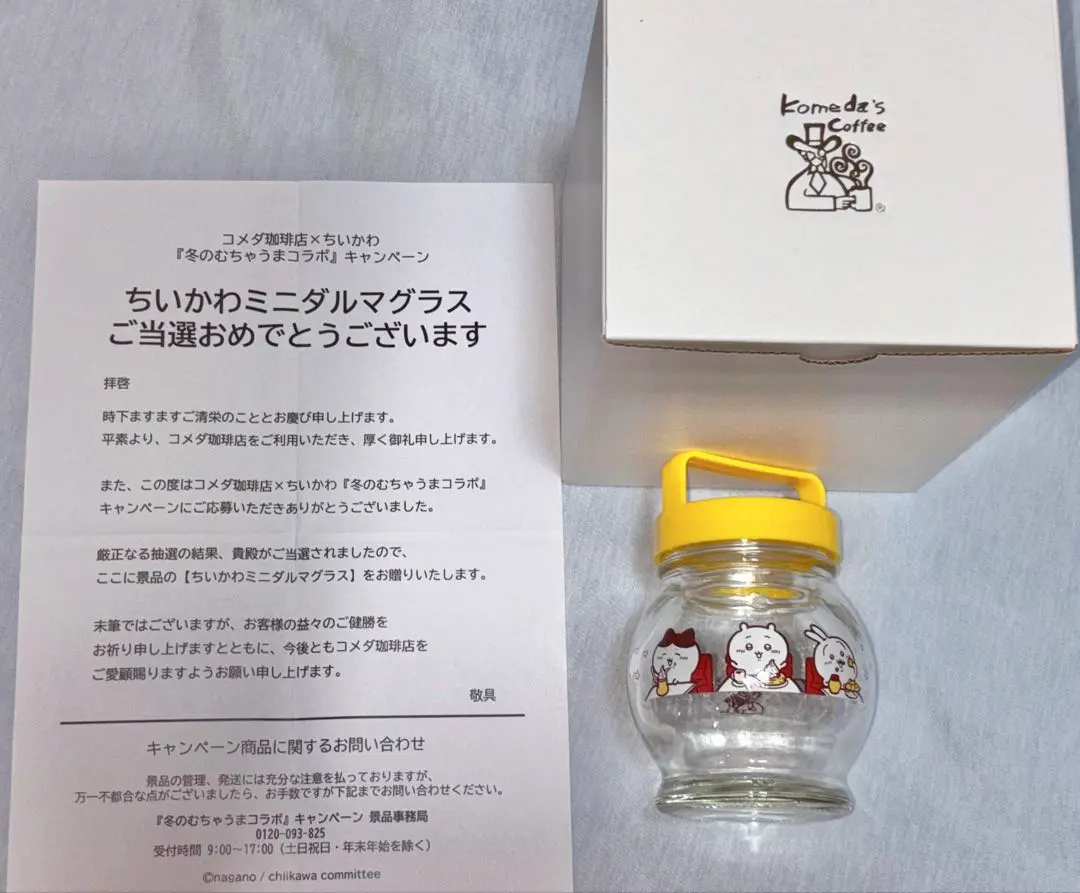 コメダ珈琲店×ちいかわ
『冬のむちゃうまコラボ』キャンペーン
ちいかわミニダルマグラス
ご当選おめでとうございます
拝啓
時下ますますご清栄のこととお慶び申し上げます。
平素より、コメダ珈琲店をご利用いただき、厚く御礼申し上げます。
また、この度はコメダ珈琲店×ちいかわ『冬のむちゃうまコラボ』
キャンペーンにご応募いただきありがとうございました。
厳正なる抽選の結果、貴殿がご当選されましたので、
ここに景品の【ちいかわミニダルマグラス】をお贈りいたします。
末筆ではございますが、お客様の益々のご健勝を
お祈り申し上げますとともに、今後ともコメダ珈琲店を
ご愛顧賜りますようお願い申し上げます。
敬具
キャンペーン商品に関するお問い合わせ
景品の管理、発送には充分な注意を払っておりますが、
万一不都合な点がございましたら、お手数ですが下記までお問い合わせください。
『冬のむちゃうまコラボ』キャンペーン 景品事務局
0120-093-825
受付時間 9:00～17:00（土日祝日・年末年始を除く）
©nagano / chiikawa committee
Komeda's
Coffee
®